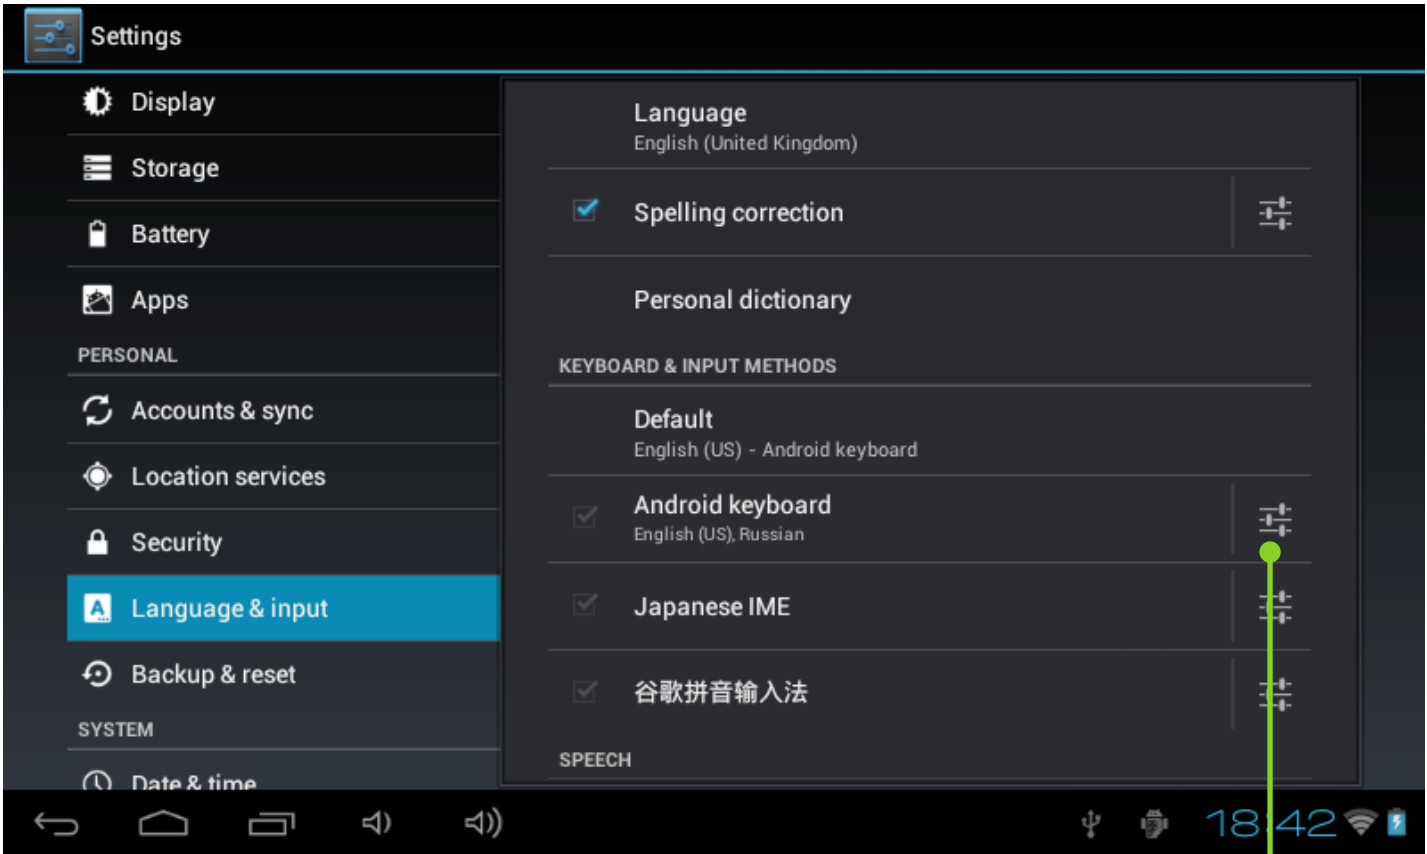 Settings
Display
Storage
Battery
Apps
PERSONAL
Accounts & sync
Location services
Security
Language & input
Backup & reset
SYSTEM
Date & time
Language
English (United Kingdom)
Spelling correction
Personal dictionary
KEYBOARD & INPUT METHODS
Default
English (US) - Android keyboard
Android keyboard
English (US), Russian
Japanese IME
谷歌拼音输入法
SPEECH
18:42